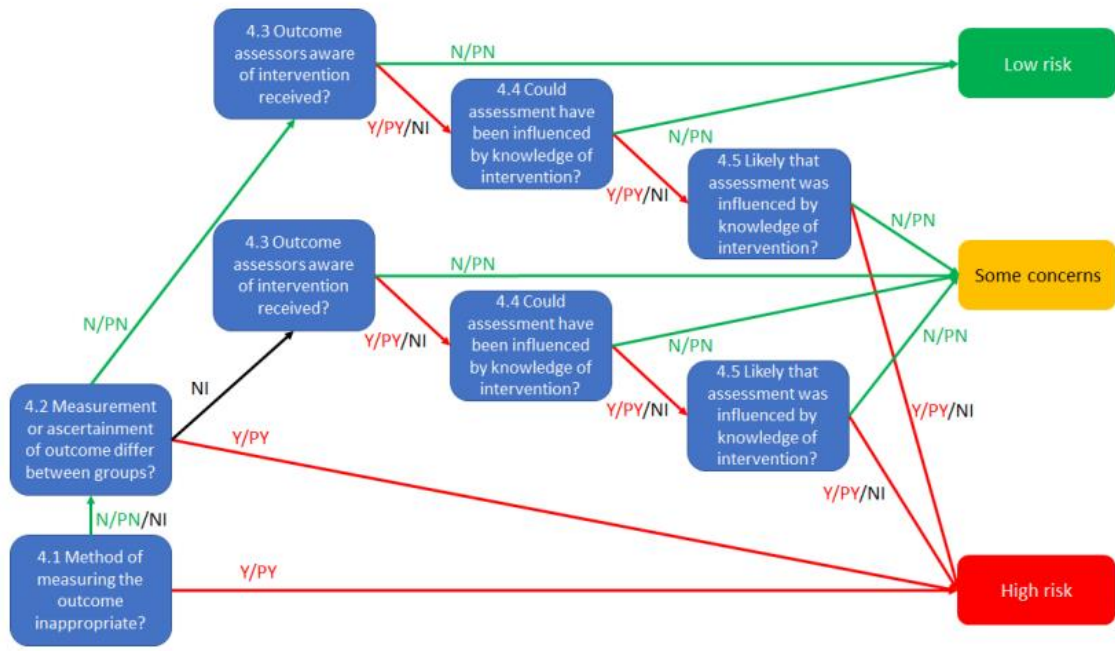 4.3 Outcome
assessors aware
of intervention
received?
N/PN
Low risk
Y/PY/NI
4.4 Could
assessment have
been influenced
by knowledge of
intervention?
N/PN
Y/PY/NI
4.5 Likely that
assessment was
influenced by
knowledge of
intervention?
N/PN
Some concerns
4.3 Outcome
assessors aware
of intervention
received?
N/PN
Y/PY/NI
4.4 Could
assessment have
been influenced
by knowledge of
intervention?
N/PN
Y/PY/NI
4.5 Likely that
assessment was
influenced by
knowledge of
intervention?
N/PN
Y/PY/NI
Y/PY/NI
N/PN
NI
4.2 Measurement
or ascertainment
of outcome differ
between groups?
Y/PY
N/PN/NI
4.1 Method of
measuring the
outcome
inappropriate?
Y/PY
High risk